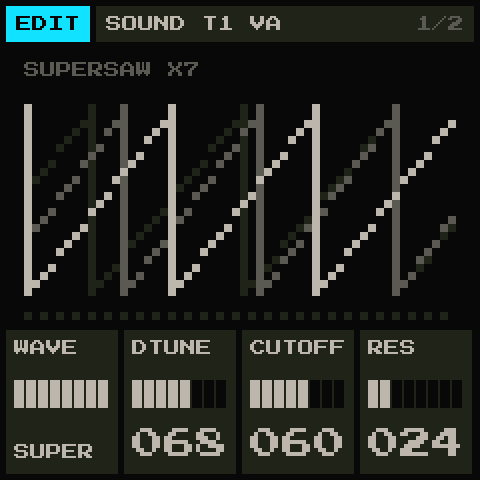 EDIT SOUND T1 VA 1/2
SUPERSAW X7
WAVE DTUNE CUTOFF RES
SUPER 068 060 024